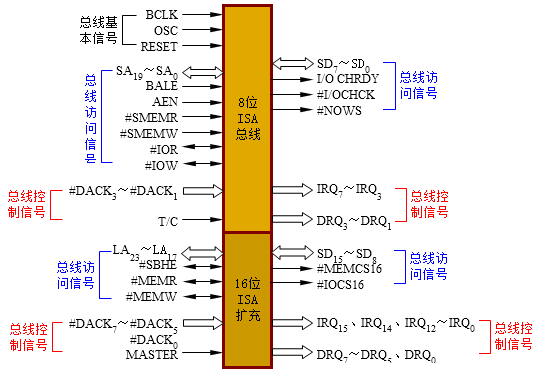 总线基
本信号
BCLK
OSC
RESET
SA19～SA0
BALE
AEN
#SMEMR
#SMEMW
#IOR
#IOW
总线访问信号
8位
ISA
总线
SD7～SD0
I/O CHRDY
#I/OCHCK
#NOWS
总线访
问信号
总线控
制信号
#DACK3～#DACK1
T/C
IRQ7～IRQ3
DRQ3～DRQ1
总线控
制信号
总线访
问信号
LA23～LA17
#SBHE
#MEMR
#MEMW
16位
ISA
扩充
SD15～SD8
#MEMCS16
#IOCS16
总线访
问信号
总线控
制信号
#DACK7～#DACK5
#DACK0
MASTER
IRQ15、IRQ14、IRQ12～IRQ0
DRQ7～DRQ5、DRQ0
总线控
制信号